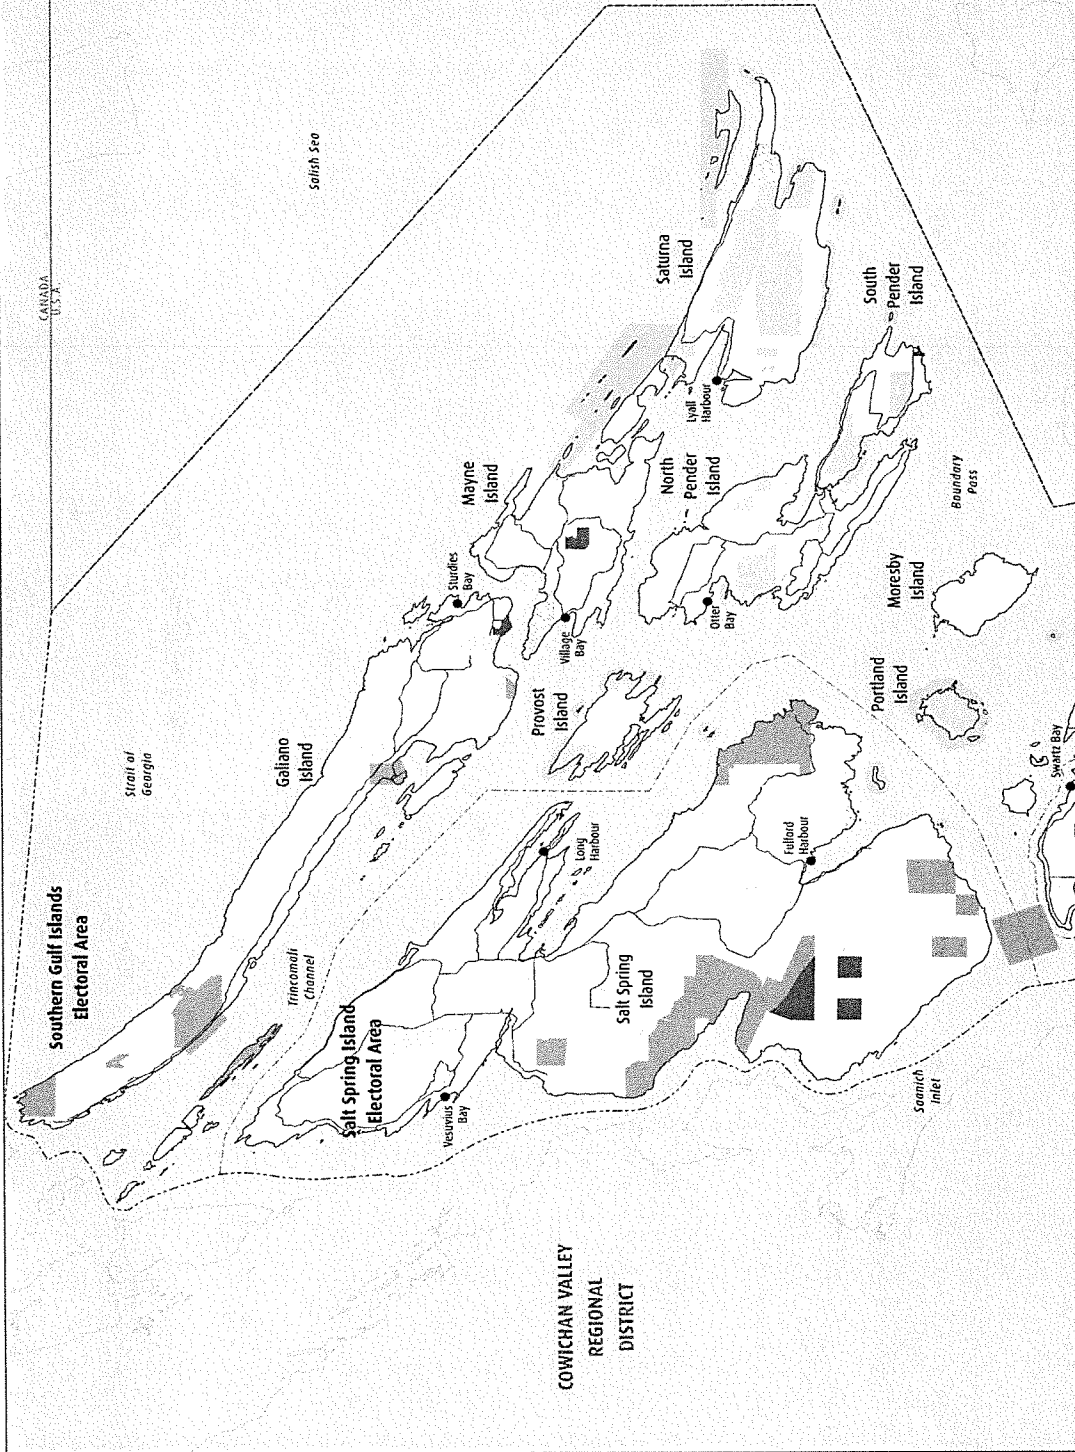 CANADA
U.S.A.
Salish Sea
Strait of
Georgia
Southern Gulf Islands
Electoral Area
Galiano
Island
Sturdies
Bay
Mayne
Island
Saturna
Island
Lyall
Harbour
South
Pender
Island
North
Pender
Island
Village
Bay
Otter
Bay
Boundary
Pass
Provost
Island
Moresby
Island
Portland
Island
Swartz Bay
Trincomali
Channel
Long
Harbour
Fulford
Harbour
Salt Spring
Island
Salt Spring Island
Electoral Area
Vesuvius
Bay
Saanich
Inlet
COWICHAN VALLEY
REGIONAL
DISTRICT